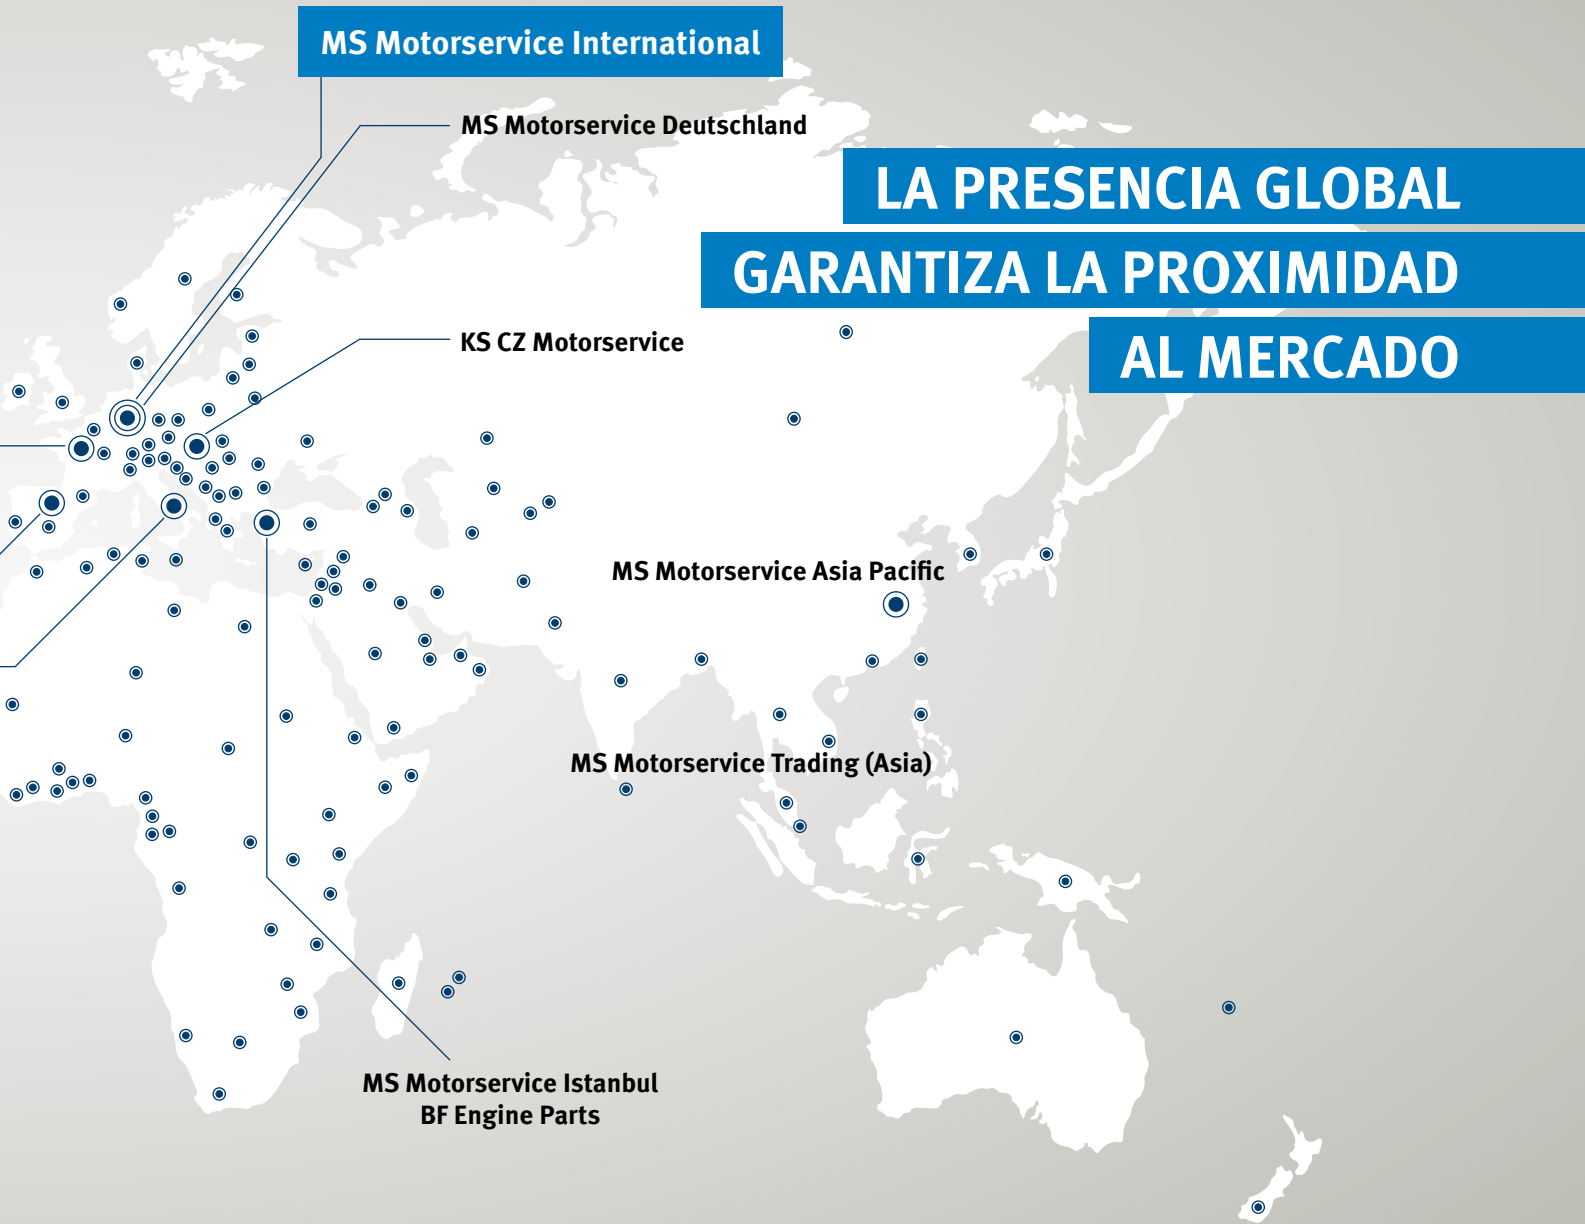 MS Motorservice International
MS Motorservice Deutschland
LA PRESENCIA GLOBAL
GARANTIZA LA PROXIMIDAD
AL MERCADO
KS CZ Motorservice
MS Motorservice Asia Pacific
MS Motorservice Trading (Asia)
MS Motorservice Istanbul
BF Engine Parts